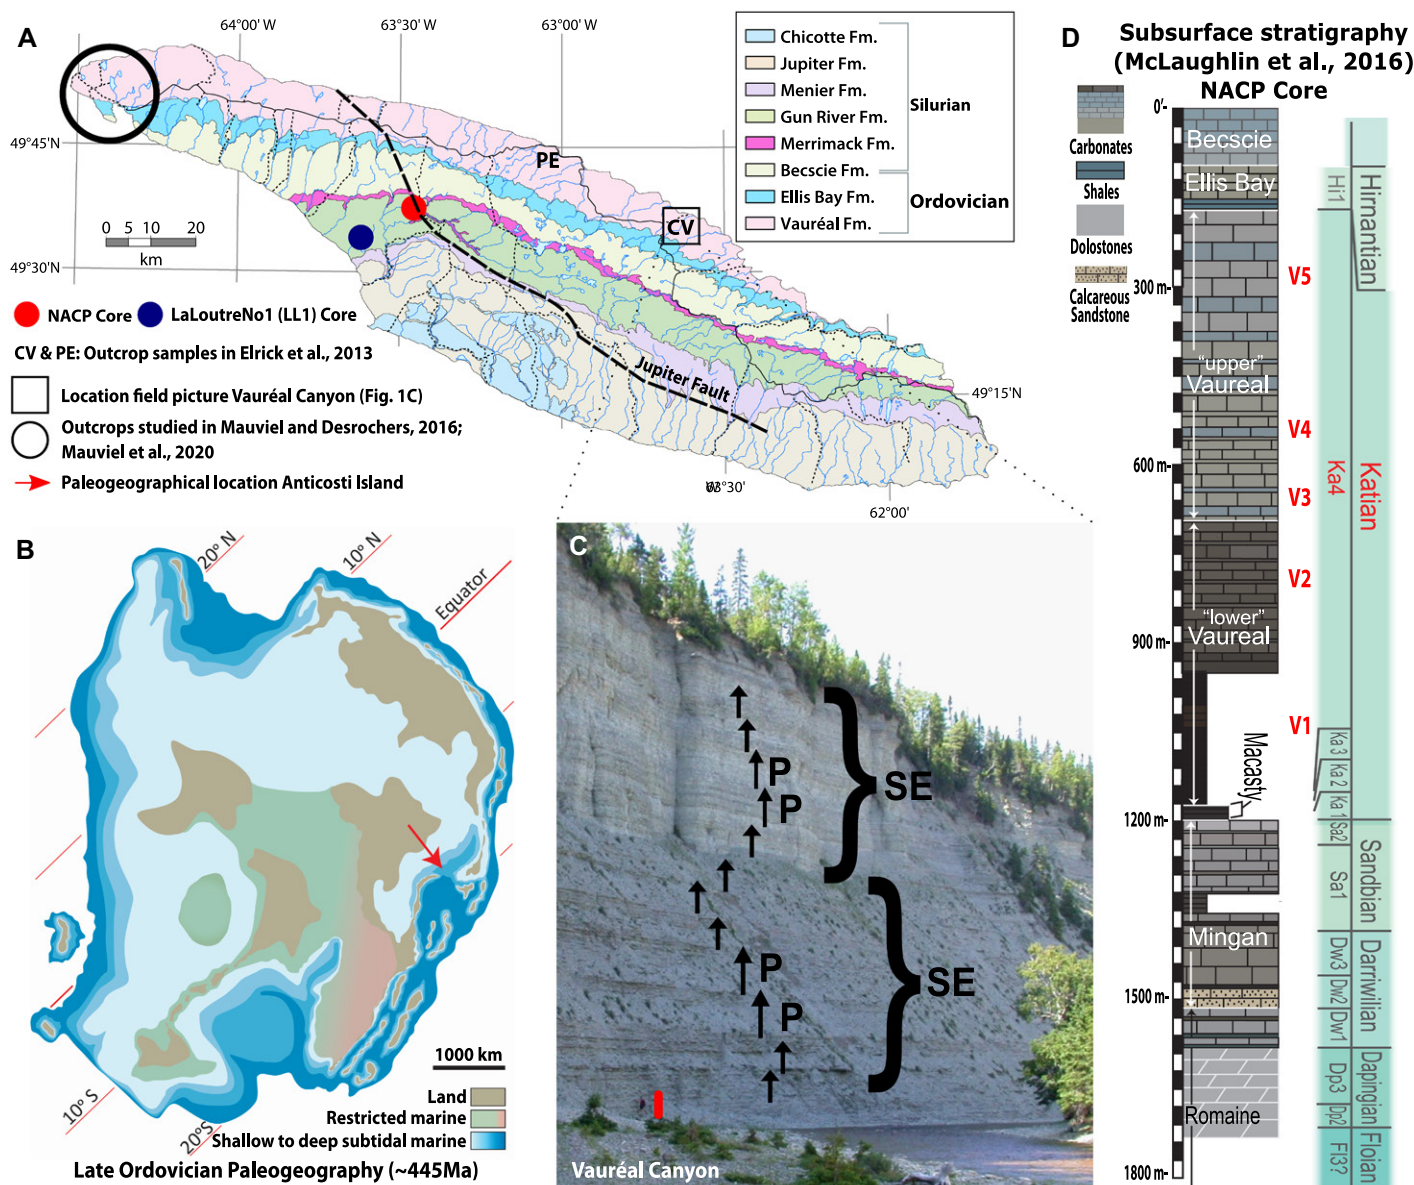 A
64°00' W
63°30' W
63°00' W
49°45'N
49°30' N
49°15'N
62°00'
PE
CV
Jupiter Fault
0 5 10 20
km
Chicotte Fm.
Jupiter Fm.
Menier Fm.
Gun River Fm.
Merrimack Fm.
Becscie Fm.
Ellis Bay Fm.
Vauréal Fm.
Silurian
Ordovician
NACP Core
LaLoutreNo1 (LL1) Core
CV & PE: Outcrop samples in Elrick et al., 2013
Location field picture Vauréal Canyon (Fig. 1C)
Outcrops studied in Mauviel and Desrochers, 2016;
Mauviel et al., 2020
Paleogeographical location Anticosti Island
B
20° N
10° N
Equator
10° S
20°S
1000 km
Land
Restricted marine
Shallow to deep subtidal marine
Late Ordovician Paleogeography (~445Ma)
C
P
P
SE
P
P
SE
Vauréal Canyon
D
Subsurface stratigraphy
(McLaughlin et al., 2016)
NACP Core
Carbonates
Shales
Dolostones
Calcareous
Sandstone
0'-
300 m-
600 m-
900 m-
1200 m-
1500 m-
1800 m-
Becscie
Ellis Bay
"upper"
Vaureal
"lower"
Vaureal
Macasty
Mingan
Romaine
V5
V4
V3
V2
V1
Hi1
Ka4
Ka 3
Ka 2
Ka 1
Sa2
Sa1
Dw3
Dw2
Dw1
Dp3
Dp2
Fl3?
Hirnantian
Katian
Sandbian
Darriwilian
Dapingian
Floian